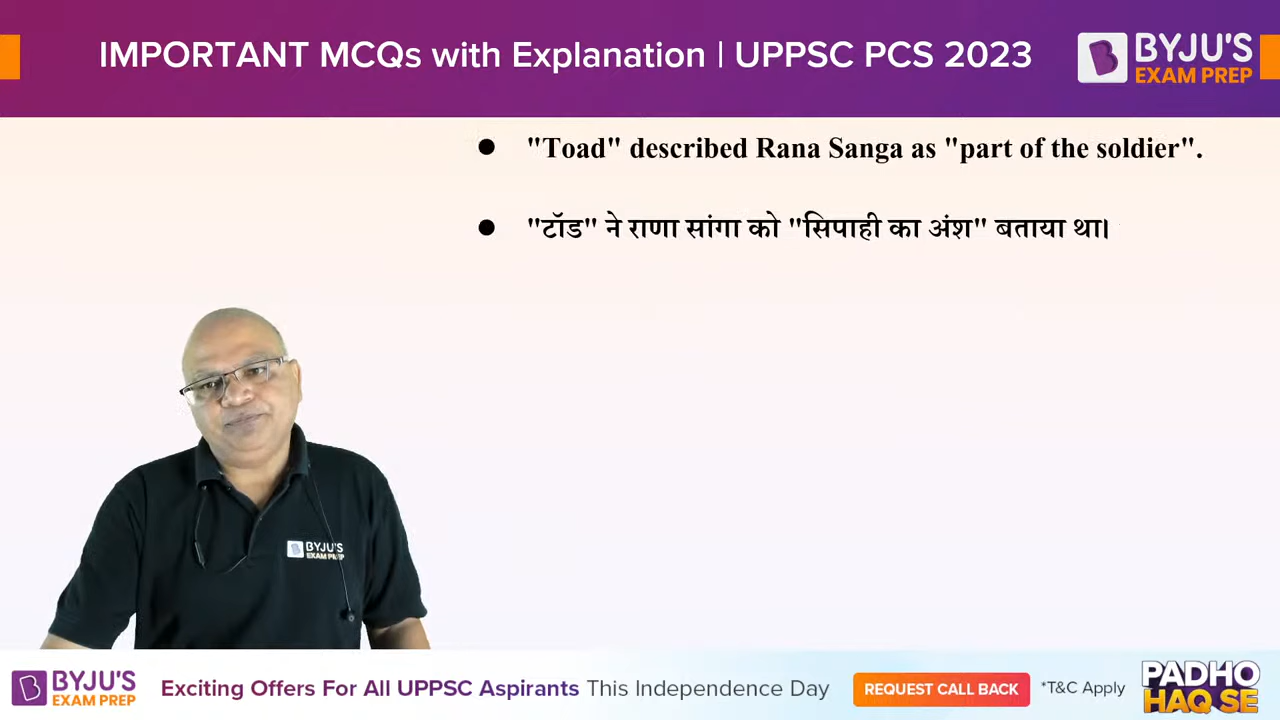 IMPORTANT MCQs with Explanation | UPPSC PCS 2023
BYJU'S
EXAM PREP
"Toad" described Rana Sanga as "part of the soldier".
"टॉड" ने राणा सांगा को "सिपाही का अंश" बताया था।
BYJU'S
EXAM PREP
BYJU'S
EXAM PREP
Exciting Offers For All UPPSC Aspirants This Independence Day
REQUEST CALL BACK
*T&C Apply
PADHO
HAQ SE